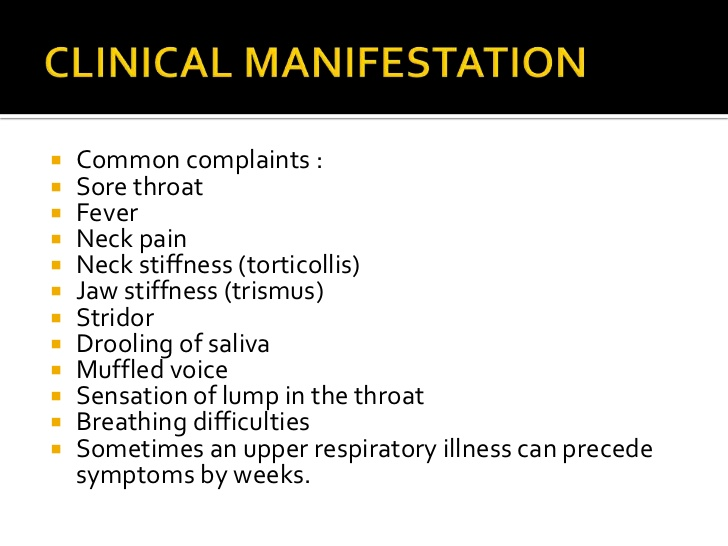 CLINICAL MANIFESTATION
Common complaints :
Sore throat
Fever
Neck pain
Neck stiffness (torticollis)
Jaw stiffness (trismus)
Stridor
Drooling of saliva
Muffled voice
Sensation of lump in the throat
Breathing difficulties
Sometimes an upper respiratory illness can precede
symptoms by weeks.